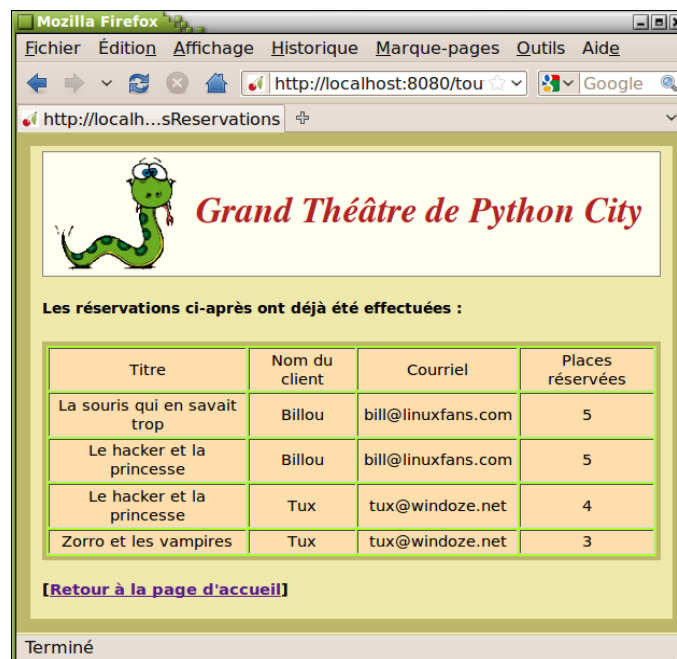 Mozilla Firefox
Fichier Édition Affichage Historique Marque-pages Outils Aide
http://localhost:8080/tou Google
http://localh...sReservations
Grand Théâtre de Python City
Les réservations ci-après ont déjà été effectuées :
Titre Nom du client Courriel Places réservées
La souris qui en savait trop Billou bill@linuxfans.com 5
Le hacker et la princesse Billou bill@linuxfans.com 5
Le hacker et la princesse Tux tux@windoze.net 4
Zorro et les vampires Tux tux@windoze.net 3
[Retour à la page d'accueil]
Terminé